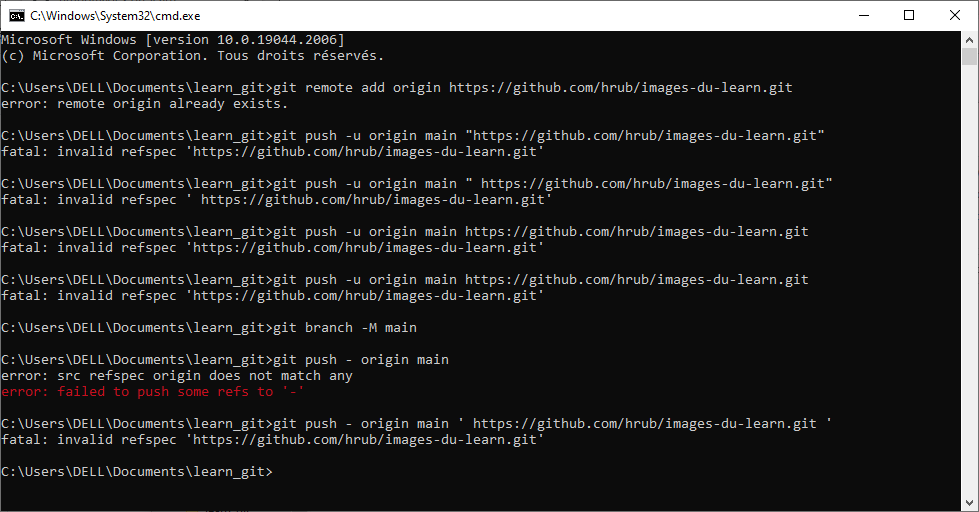 C:\Windows\System32\cmd.exe
Microsoft Windows [version 10.0.19044.2006]
(c) Microsoft Corporation. Tous droits réservés.
C:\Users\DELL\Documents\learn_git>git remote add origin https://github.com/hrub/images-du-learn.git
error: remote origin already exists.
C:\Users\DELL\Documents\learn_git>git push -u origin main "https://github.com/hrub/images-du-learn.git"
fatal: invalid refspec 'https://github.com/hrub/images-du-learn.git'
C:\Users\DELL\Documents\learn_git>git push -u origin main " https://github.com/hrub/images-du-learn.git"
fatal: invalid refspec ' https://github.com/hrub/images-du-learn.git'
C:\Users\DELL\Documents\learn_git>git push -u origin main https://github.com/hrub/images-du-learn.git
fatal: invalid refspec 'https://github.com/hrub/images-du-learn.git'
C:\Users\DELL\Documents\learn_git>git push -u origin main https://github.com/hrub/images-du-learn.git
fatal: invalid refspec 'https://github.com/hrub/images-du-learn.git'
C:\Users\DELL\Documents\learn_git>git branch -M main
C:\Users\DELL\Documents\learn_git>git push - origin main
error: src refspec origin does not match any
error: failed to push some refs to '-'
C:\Users\DELL\Documents\learn_git>git push - origin main ' https://github.com/hrub/images-du-learn.git '
fatal: invalid refspec 'https://github.com/hrub/images-du-learn.git'
C:\Users\DELL\Documents\learn_git>